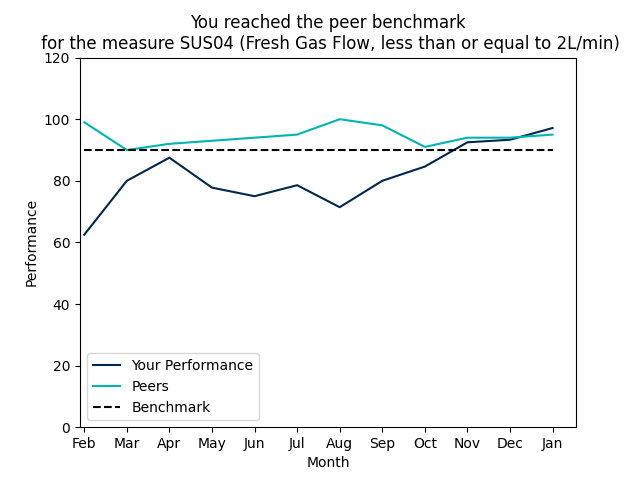 You reached the peer benchmark
for the measure SUS04 (Fresh Gas Flow, less than or equal to 2L/min)
120
100
80
60
40
20
0
Performance
Your Performance
Peers
Benchmark
Feb Mar Apr May Jun Jul Aug Sep Oct Nov Dec Jan
Month